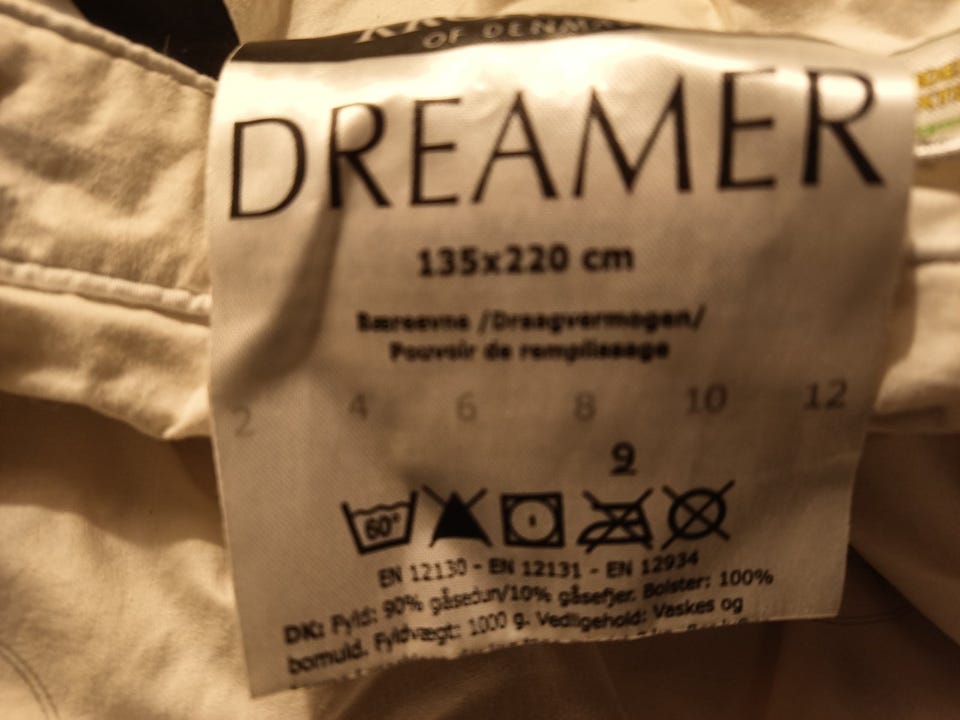 OF DENM
DREAMER
135x220 cm
Bæreevne /Draagvermogen/
Pouvoir de remplissage
2 4 6 8 10 12
9
60°
EN 12130 - EN 12131 - EN 12934
DK: Fyld: 90% gåsedun/10% gåsefjer. Bolster: 100%
bomuld. Fyldvægt: 1000 g. Vedligehold: Vaskes og